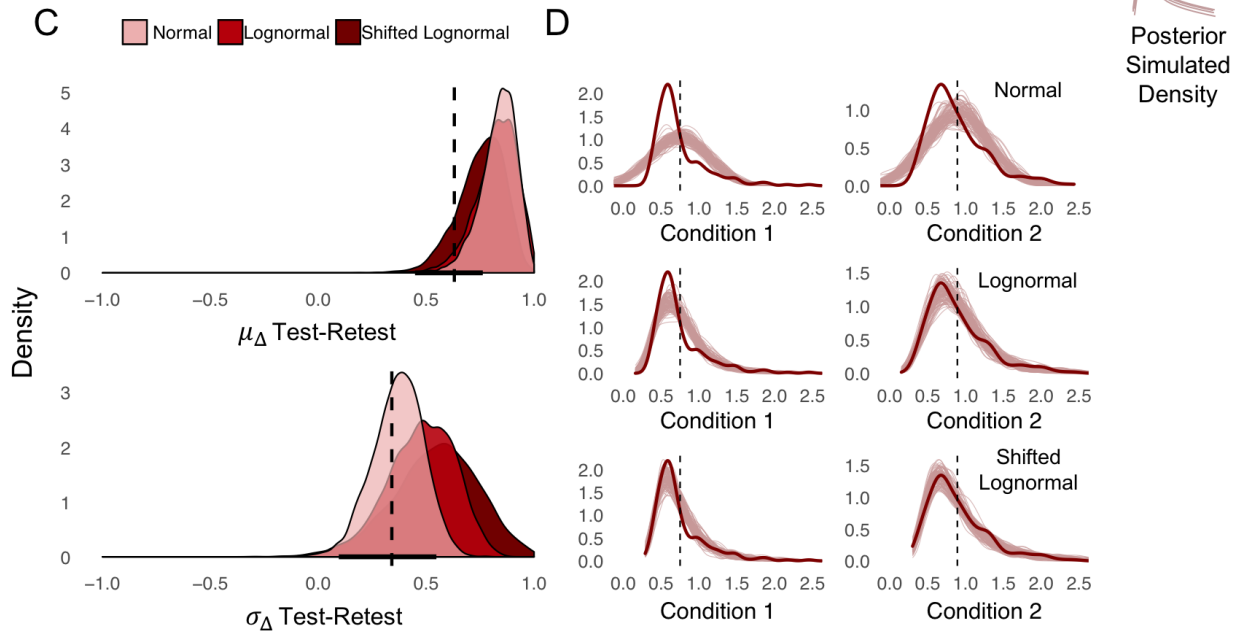 C
Normal Lognormal Shifted Lognormal
5
4
3
2
1
0
−1.0 −0.5 0.0 0.5 1.0
μΔ Test-Retest
Density
3
2
1
0
−1.0 −0.5 0.0 0.5 1.0
σΔ Test-Retest
D
Posterior
Simulated
Density
2.0
1.5
1.0
0.5
0.0
0.0 0.5 1.0 1.5 2.0 2.5
Condition 1
Normal
1.0
0.5
0.0
0.0 0.5 1.0 1.5 2.0 2.5
Condition 2
2.0
1.5
1.0
0.5
0.0
0.0 0.5 1.0 1.5 2.0 2.5
Condition 1
Lognormal
1.5
1.0
0.5
0.0
0.0 0.5 1.0 1.5 2.0 2.5
Condition 2
2.0
1.5
1.0
0.5
0.0
0.0 0.5 1.0 1.5 2.0 2.5
Condition 1
Shifted
Lognormal
1.5
1.0
0.5
0.0
0.0 0.5 1.0 1.5 2.0 2.5
Condition 2